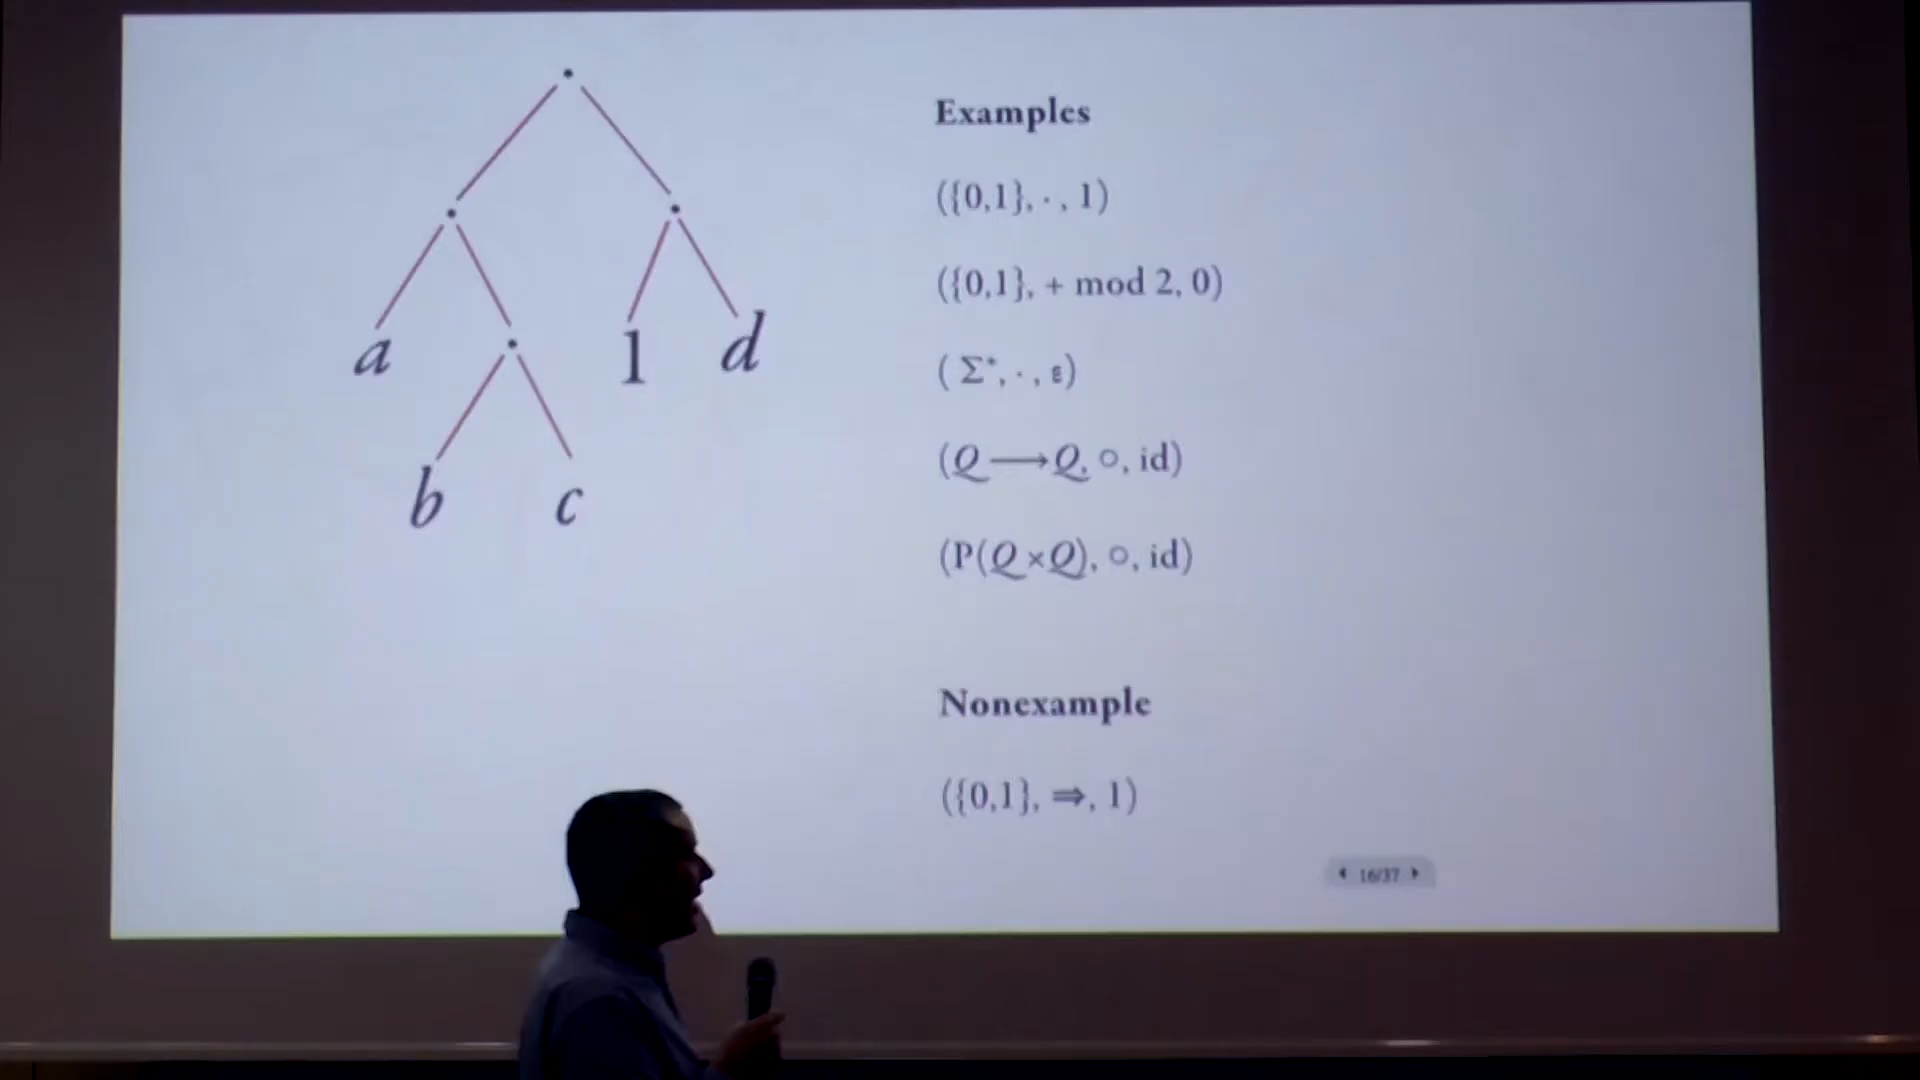 a 1 d
b c
Examples
({0,1}, · , 1)
({0,1}, + mod 2, 0)
( Σ*, · , ε)
(Q ⟶ Q, ○, id)
(P(Q×Q), ○, id)
Nonexample
({0,1}, ⇒, 1)
16/37